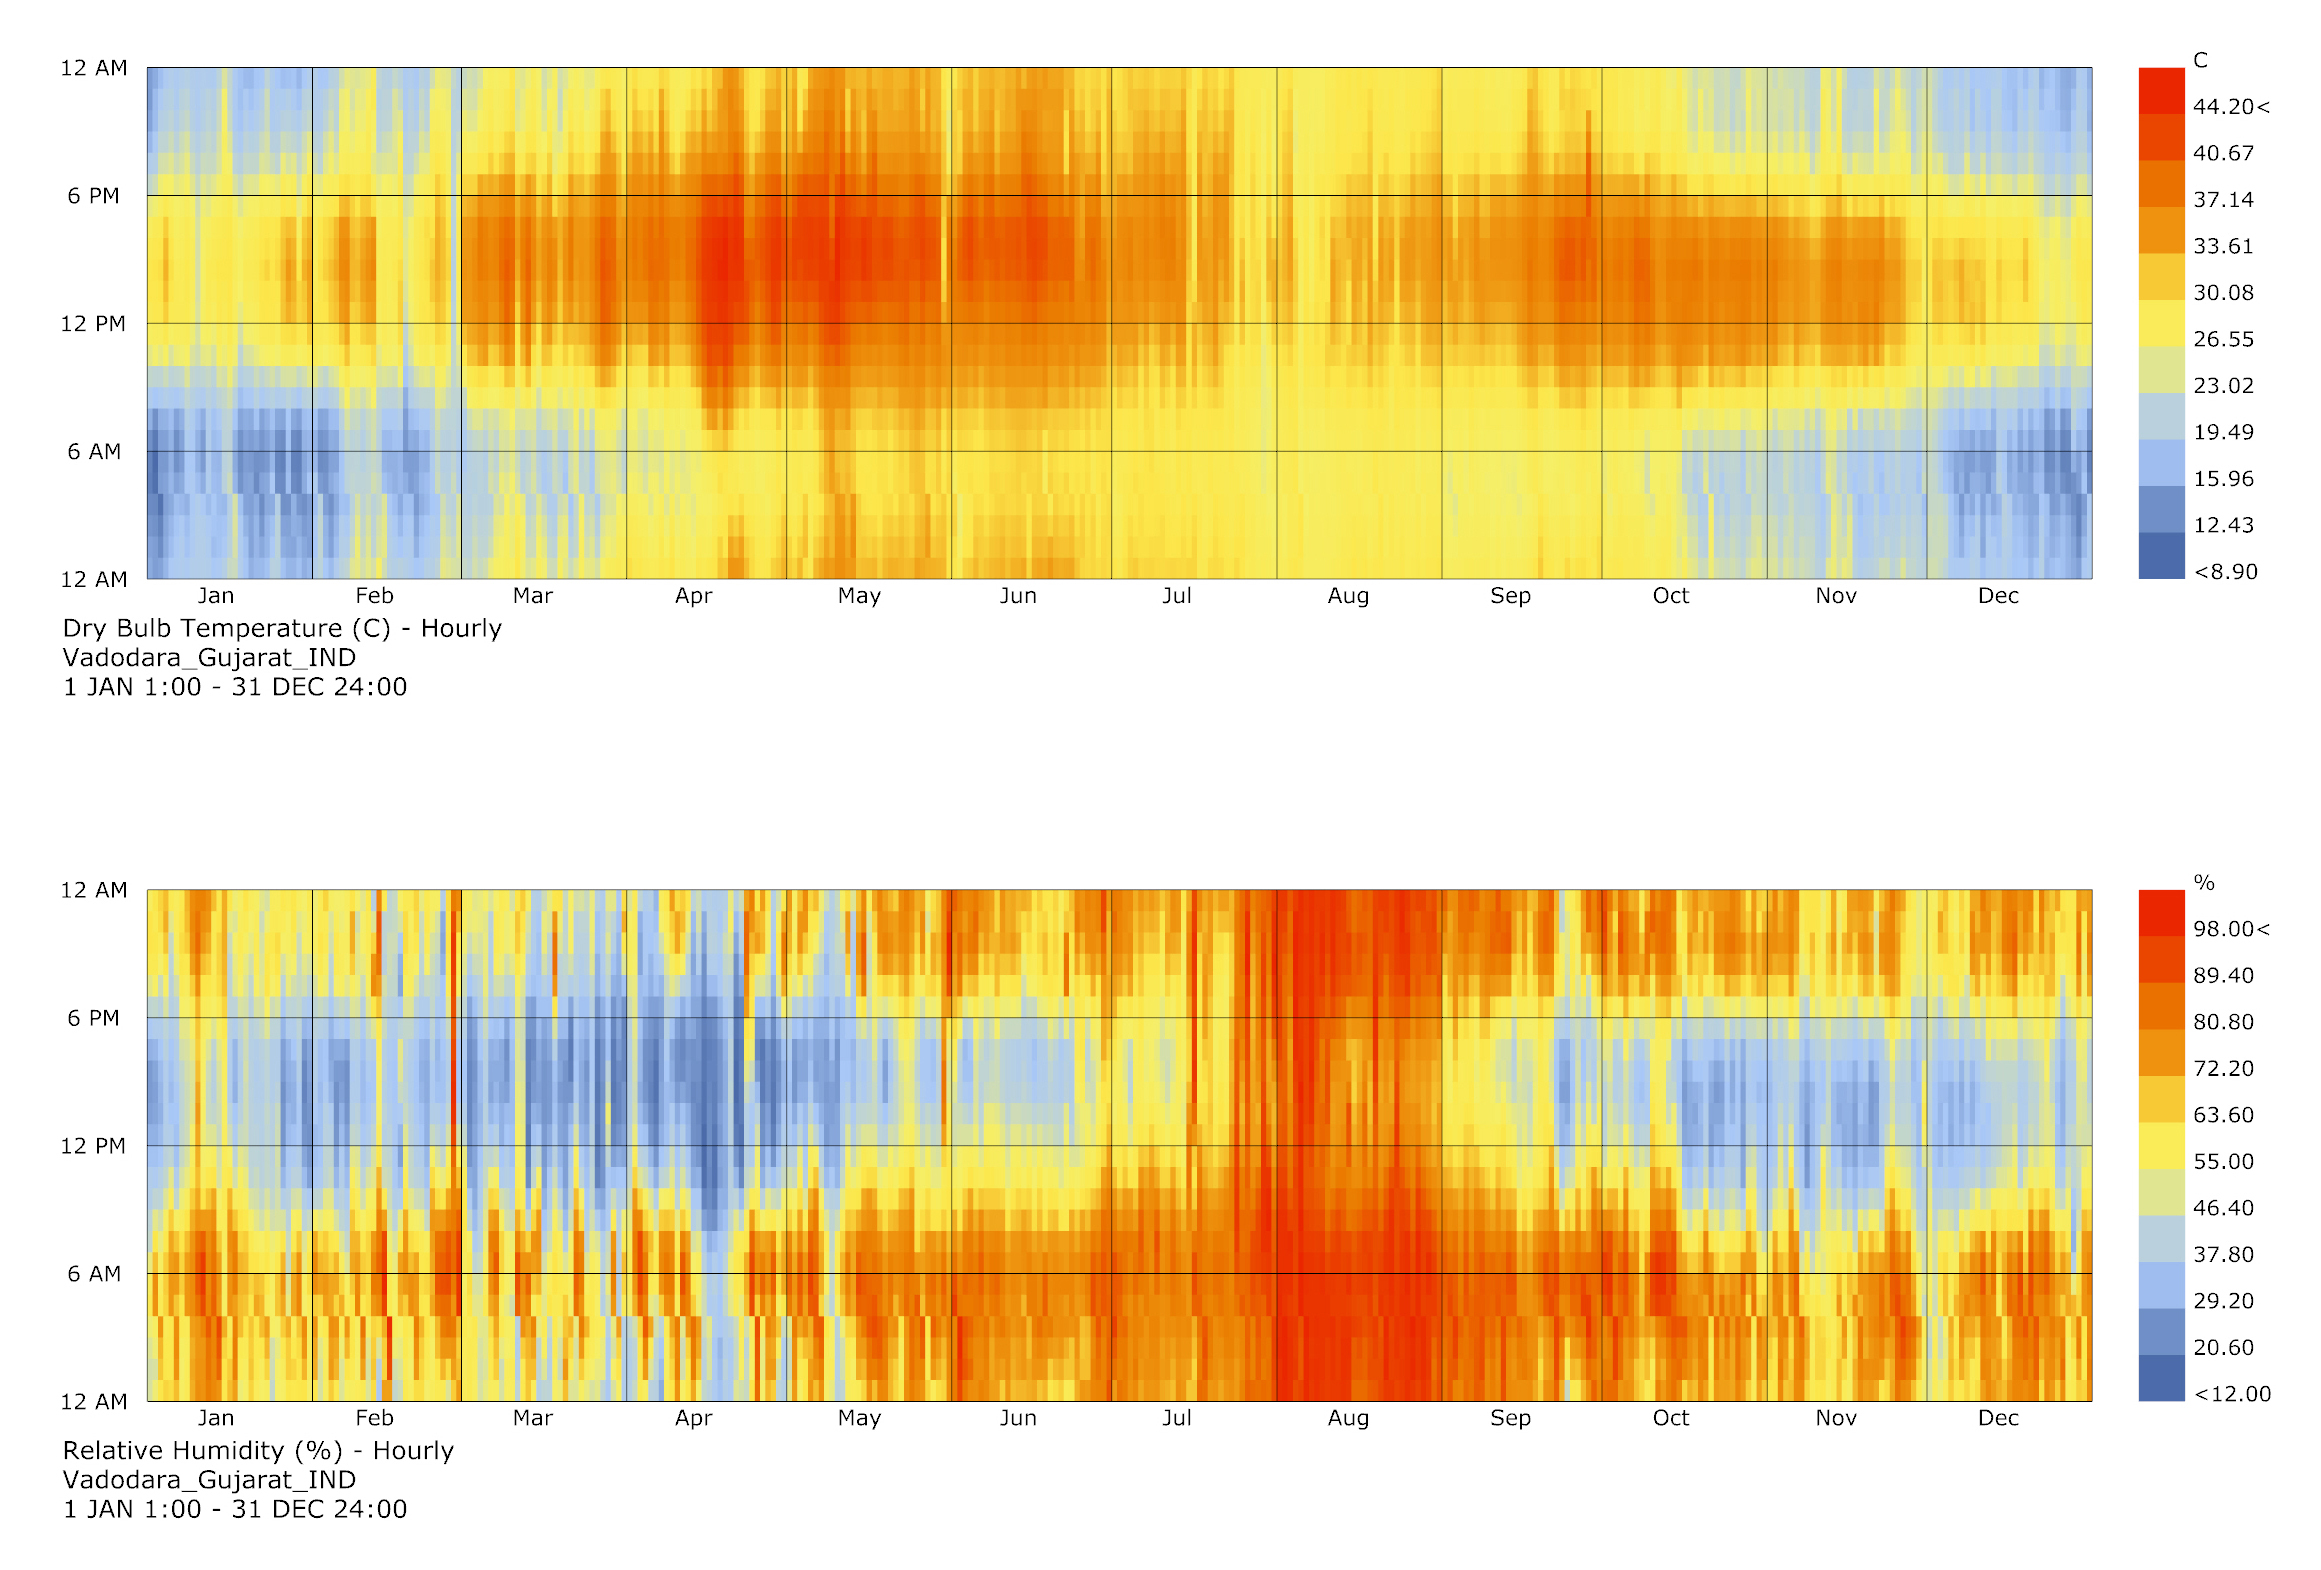 C
12 AM
6 PM
12 PM
6 AM
12 AM
44.20<
40.67
37.14
33.61
30.08
26.55
23.02
19.49
15.96
12.43
<8.90
Jan Feb Mar Apr May Jun Jul Aug Sep Oct Nov Dec
Dry Bulb Temperature (C) - Hourly
Vadodara_Gujarat_IND
1 JAN 1:00 - 31 DEC 24:00
%
12 AM
6 PM
12 PM
6 AM
12 AM
98.00<
89.40
80.80
72.20
63.60
55.00
46.40
37.80
29.20
20.60
<12.00
Jan Feb Mar Apr May Jun Jul Aug Sep Oct Nov Dec
Relative Humidity (%) - Hourly
Vadodara_Gujarat_IND
1 JAN 1:00 - 31 DEC 24:00